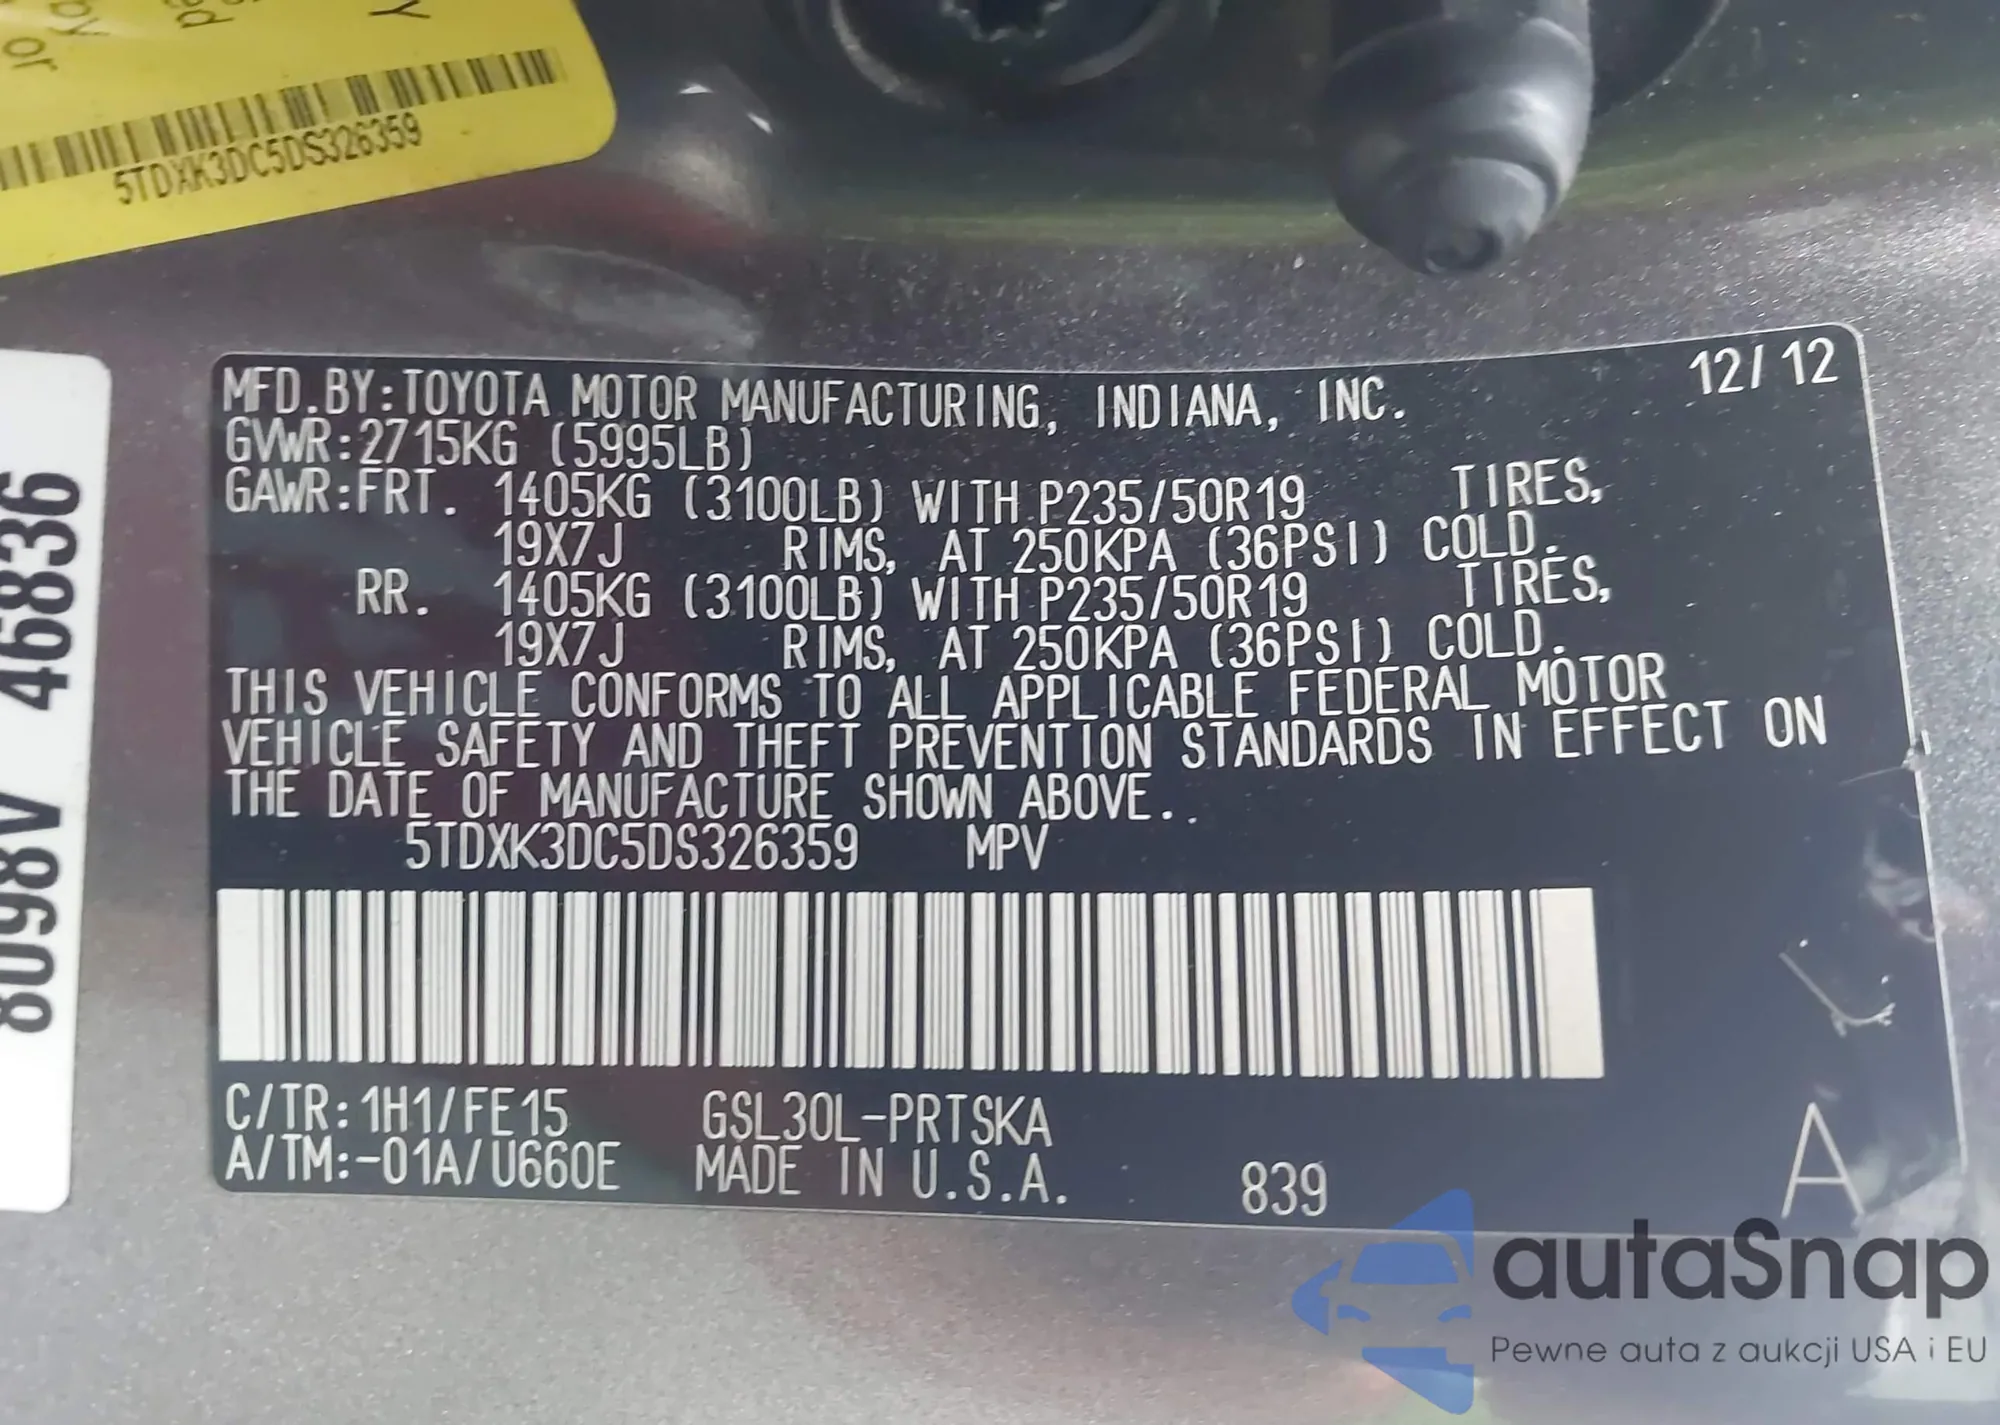 5TDXK3DC5DS326359
8098V 46836
12/12
MFD.BY:TOYOTA MOTOR MANUFACTURING, INDIANA, INC.
GVWR:2715KG (5995LB)
GAWR:FRT. 1405KG (3100LB) WITH P235/50R19 TIRES,
19X7J RIMS, AT 250KPA (36PSI) COLD.
RR. 1405KG (3100LB) WITH P235/50R19 TIRES,
19X7J RIMS, AT 250KPA (36PSI) COLD.
THIS VEHICLE CONFORMS TO ALL APPLICABLE FEDERAL MOTOR
VEHICLE SAFETY AND THEFT PREVENTION STANDARDS IN EFFECT ON
THE DATE OF MANUFACTURE SHOWN ABOVE..
5TDXK3DC5DS326359 MPV
C/TR:1H1/FE15 GSL30L-PRTSKA
A/TM:-01A/U660E MADE IN U.S.A. 839 A
autaSnap
Pewne auta z aukcji USA i EU